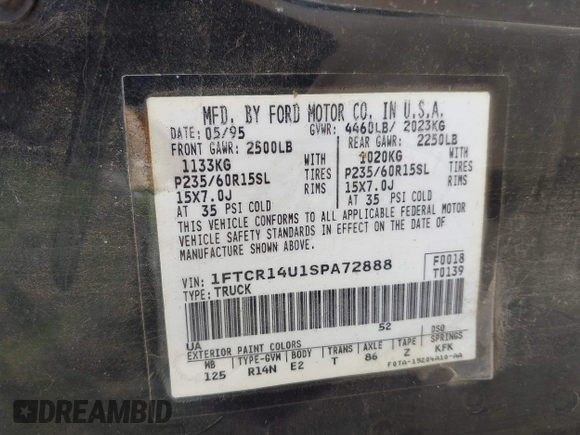 MFD. BY FORD MOTOR CO. IN U.S.A.
DATE: 05/95 GVWR: 4460LB/ 2023KG
FRONT GAWR: 2500LB REAR GAWR: 2250LB
1133KG WITH 1020KG WITH
P235/60R15SL TIRES P235/60R15SL TIRES
15X7.0J RIMS 15X7.0J RIMS
AT 35 PSI COLD AT 35 PSI COLD
THIS VEHICLE CONFORMS TO ALL APPLICABLE FEDERAL MOTOR
VEHICLE SAFETY STANDARDS IN EFFECT ON THE DATE OF
MANUFACTURE SHOWN ABOVE.
VIN: 1FTCR14U1SPA72888 F0018
TYPE: TRUCK T0139
UA 52
EXTERIOR PAINT COLORS DSO
WB TYPE-GVW BODY TRANS AXLE TAPE SPRINGS
125 R14N E2 T 86 Z KFK
F0TA-15204A10-AA
DREAMBID